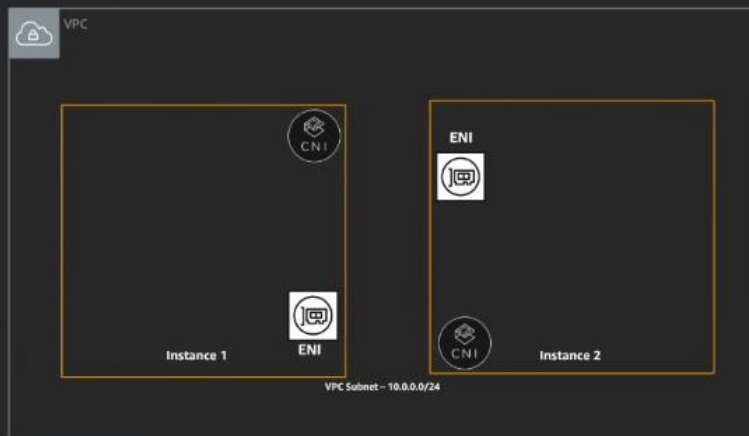 VPC
CNI
ENI
ENI
Instance 1
CNI
Instance 2
VPC Subnet – 10.0.0.0/24